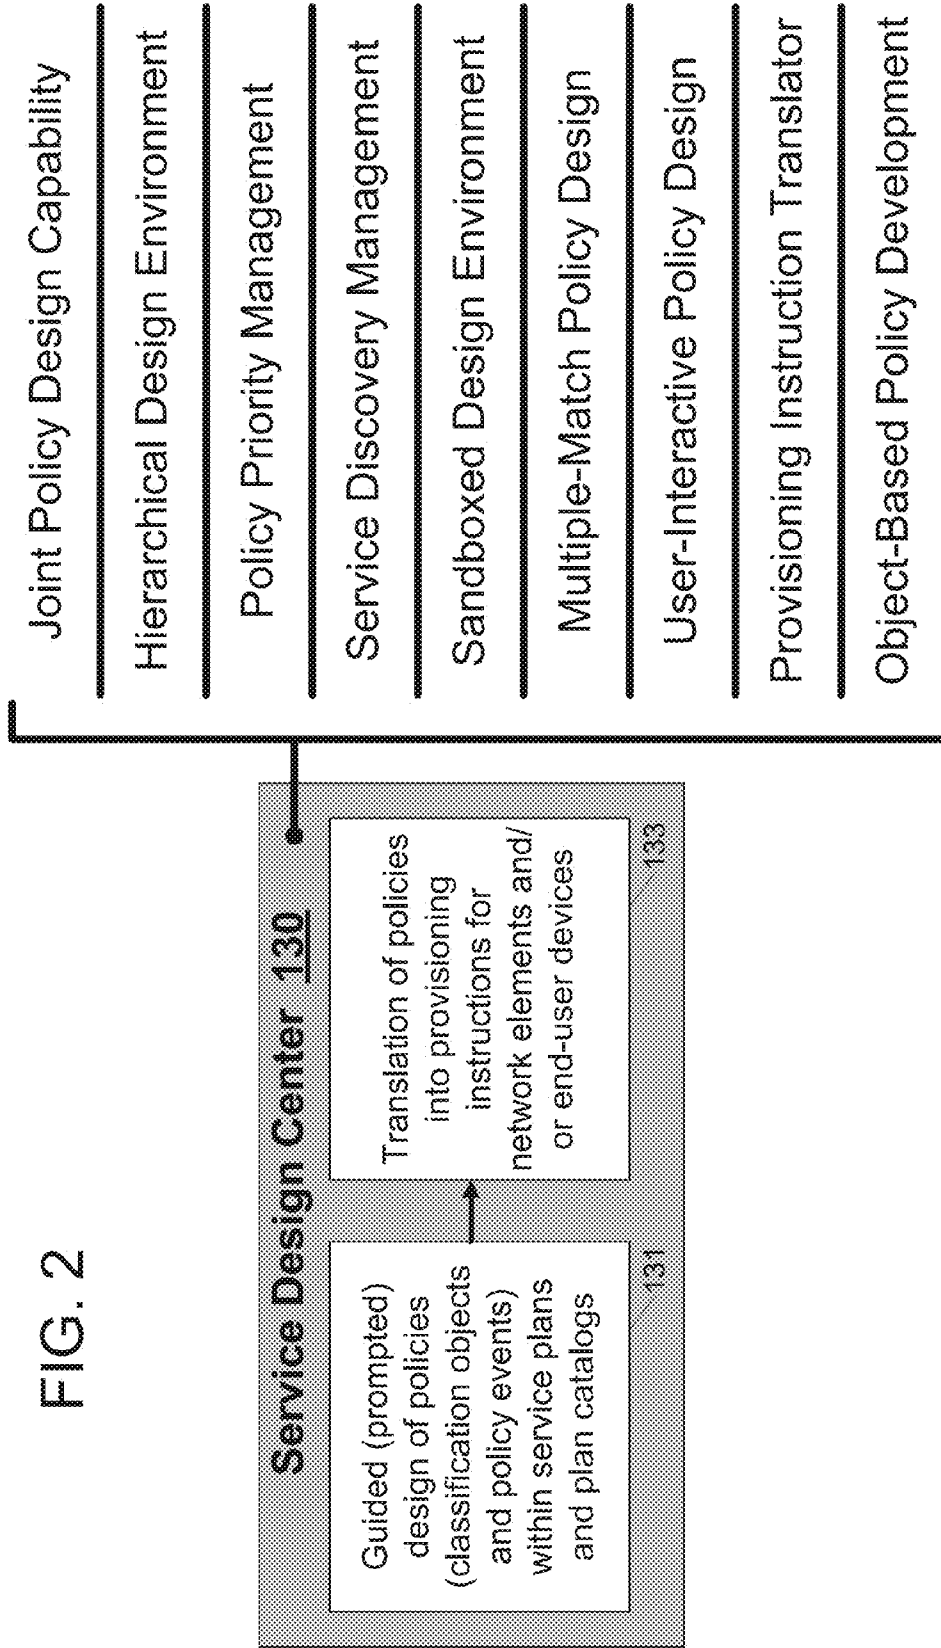 FIG. 2
Service Design Center 130
Guided (prompted)
design of policies
(classification objects
and policy events)
within service plans
and plan catalogs
131
Translation of policies
into provisioning
instructions for
network elements and/
or end-user devices
133
Joint Policy Design Capability
Hierarchical Design Environment
Policy Priority Management
Service Discovery Management
Sandboxed Design Environment
Multiple-Match Policy Design
User-Interactive Policy Design
Provisioning Instruction Translator
Object-Based Policy Development